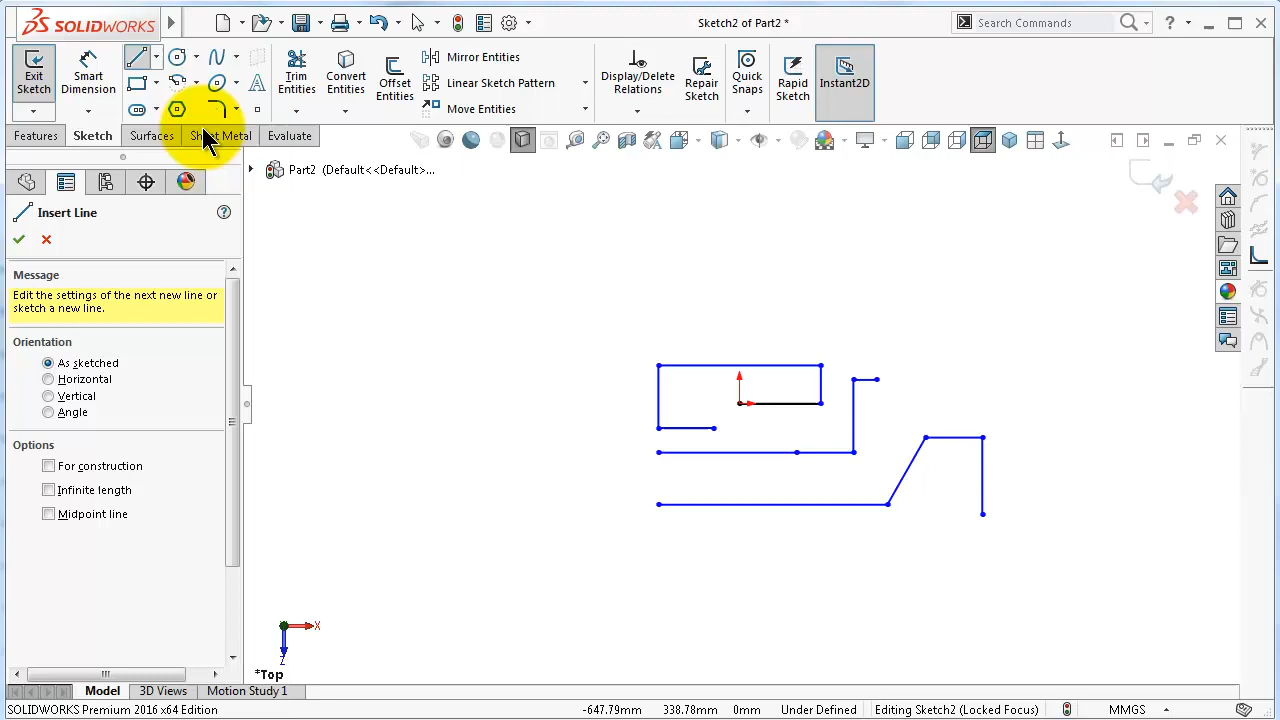 SOLIDWORKS
Sketch2 of Part2 *
Search Commands
Exit Sketch
Smart Dimension
Trim Entities
Convert Entities
Offset Entities
Mirror Entities
Linear Sketch Pattern
Move Entities
Display/Delete Relations
Repair Sketch
Quick Snaps
Rapid Sketch
Instant2D
Features
Sketch
Surfaces
Sheet Metal
Evaluate
Part2 (Default<<Default>...
Insert Line
Message
Edit the settings of the next new line or
sketch a new line.
Orientation
As sketched
Horizontal
Vertical
Angle
Options
For construction
Infinite length
Midpoint line
X
Z
*Top
Model
3D Views
Motion Study 1
SOLIDWORKS Premium 2016 x64 Edition
-647.79mm
338.78mm
0mm
Under Defined
Editing Sketch2 (Locked Focus)
MMGS